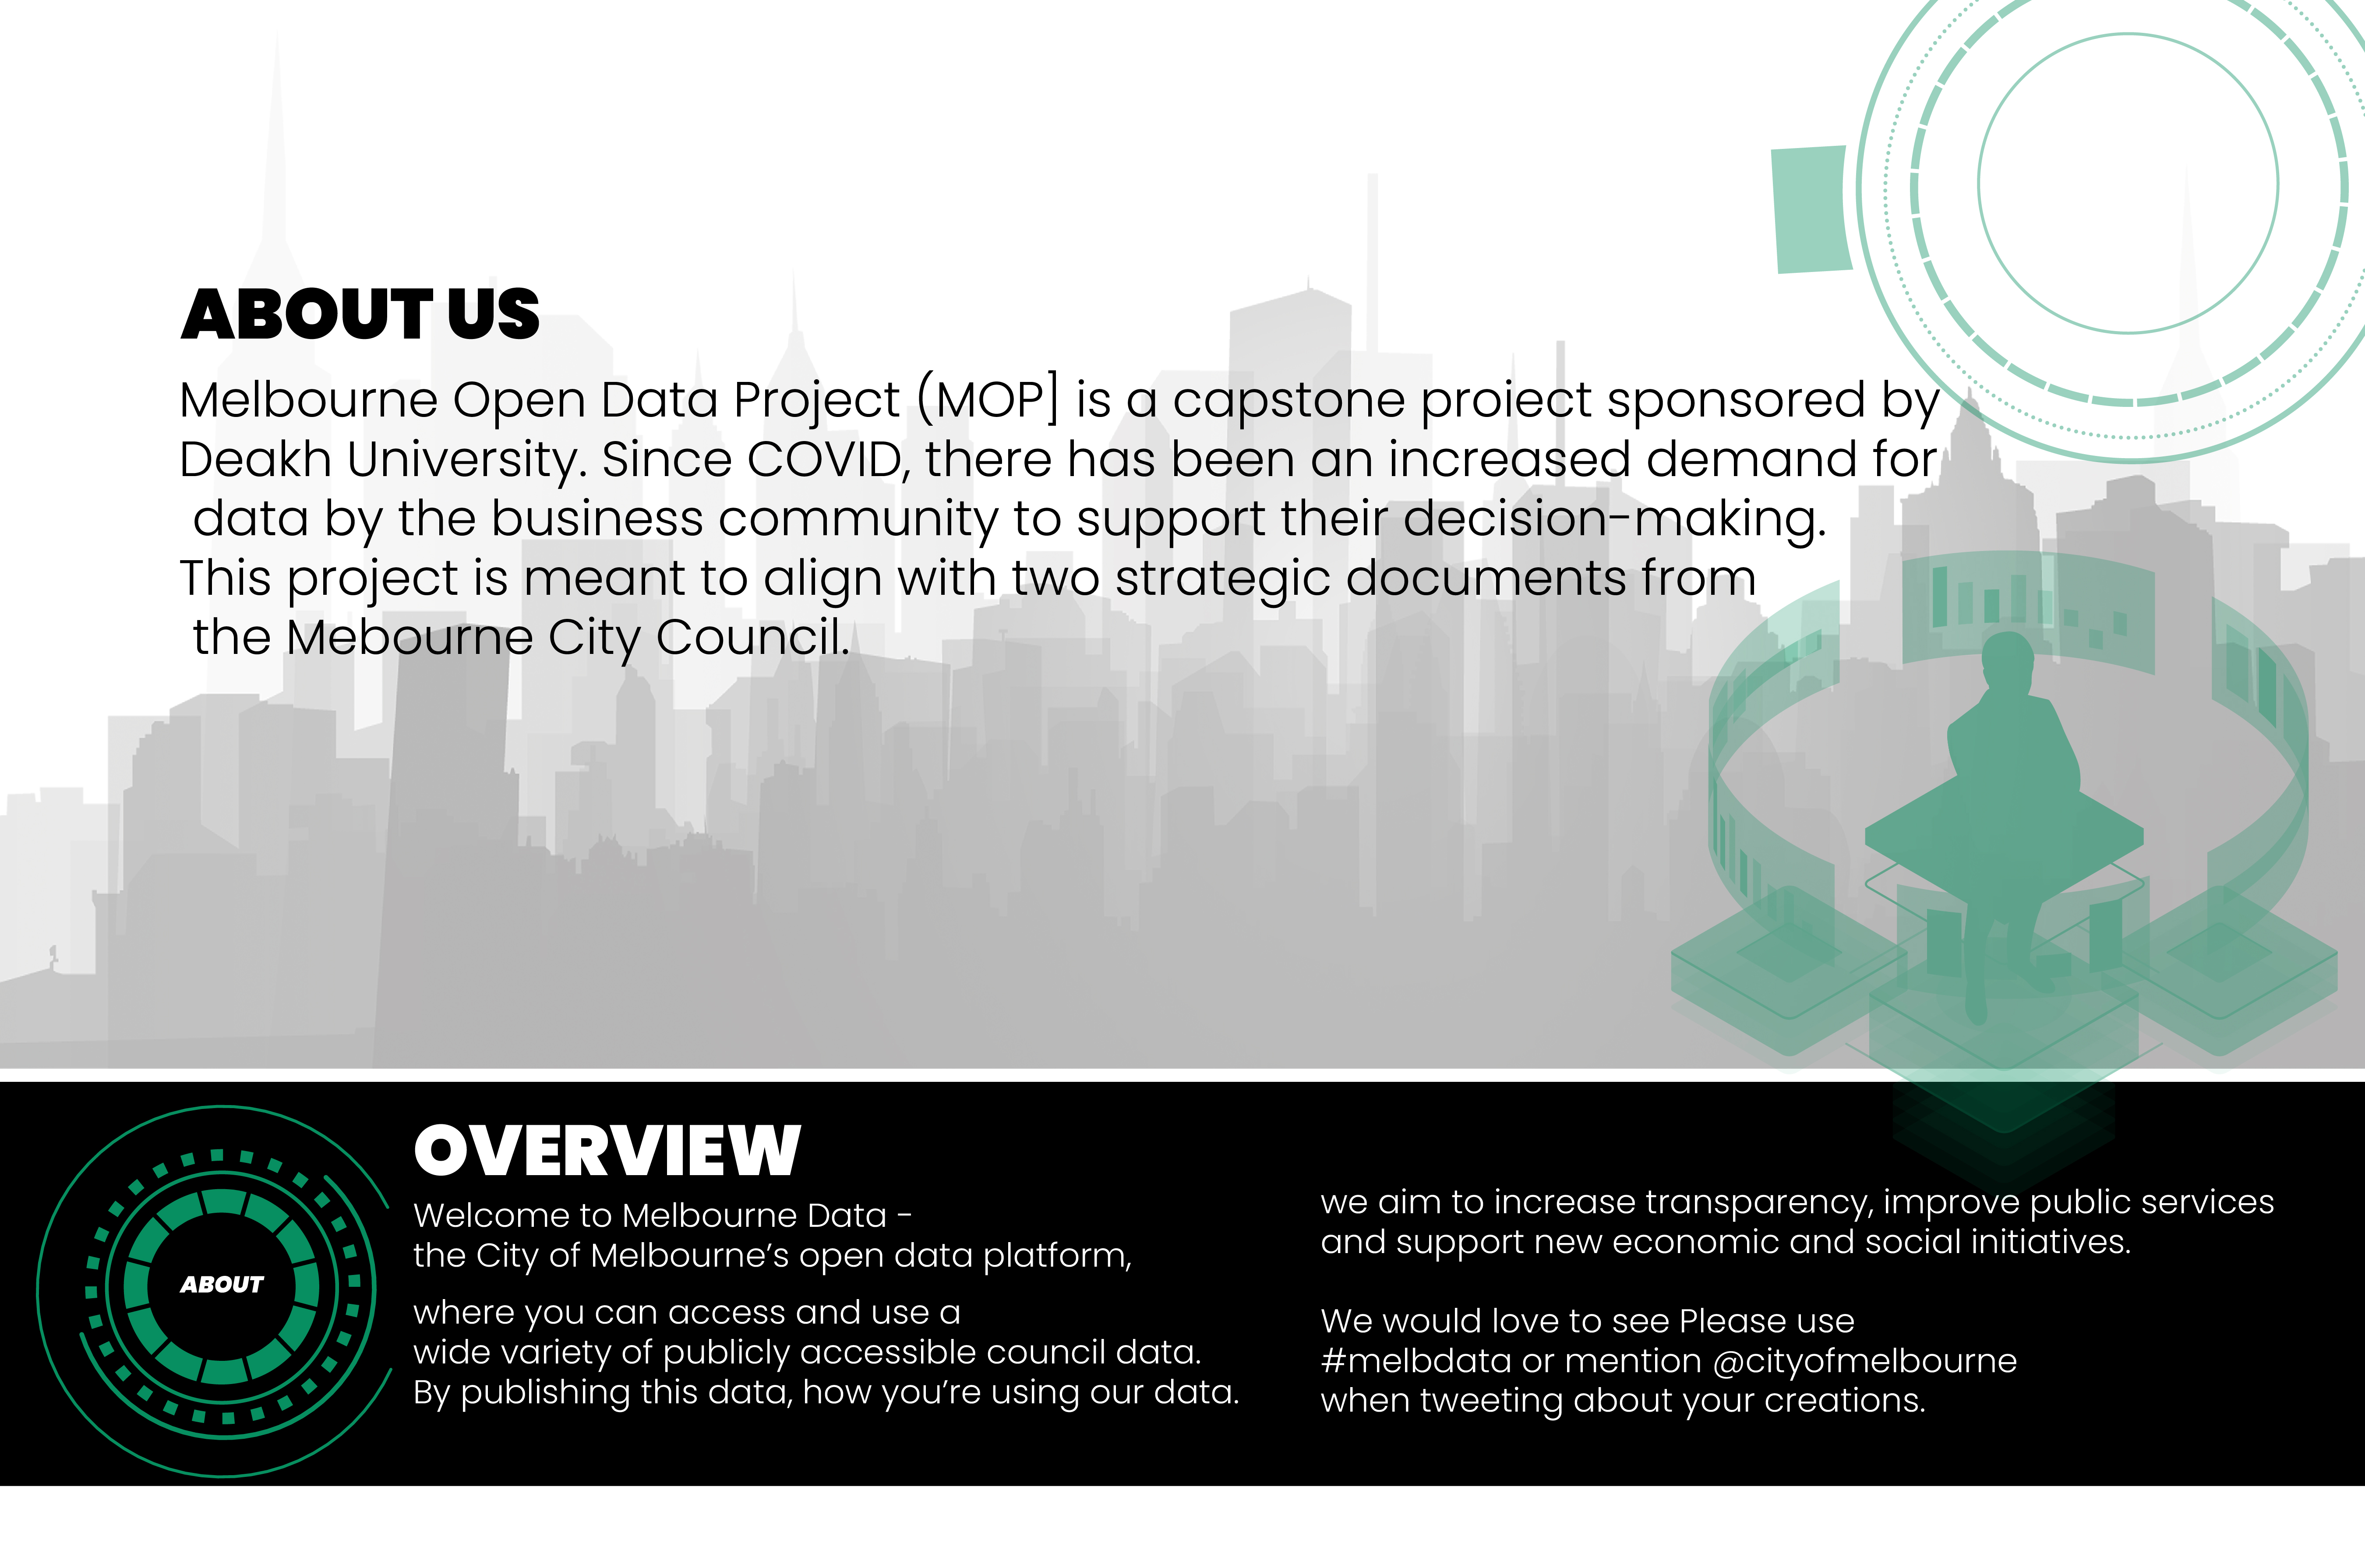 ABOUT US
Melbourne Open Data Project (MOP] is a capstone proiect sponsored by
Deakh University. Since COVID, there has been an increased demand for
data by the business community to support their decision-making.
This project is meant to align with two strategic documents from
the Mebourne City Council.
OVERVIEW
Welcome to Melbourne Data -
the City of Melbourne's open data platform,
where you can access and use a
wide variety of publicly accessible council data.
By publishing this data, how you're using our data.
ABOUT
we aim to increase transparency, improve public services
and support new economic and social initiatives.
We would love to see Please use
#melbdata or mention @cityofmelbourne
when tweeting about your creations.